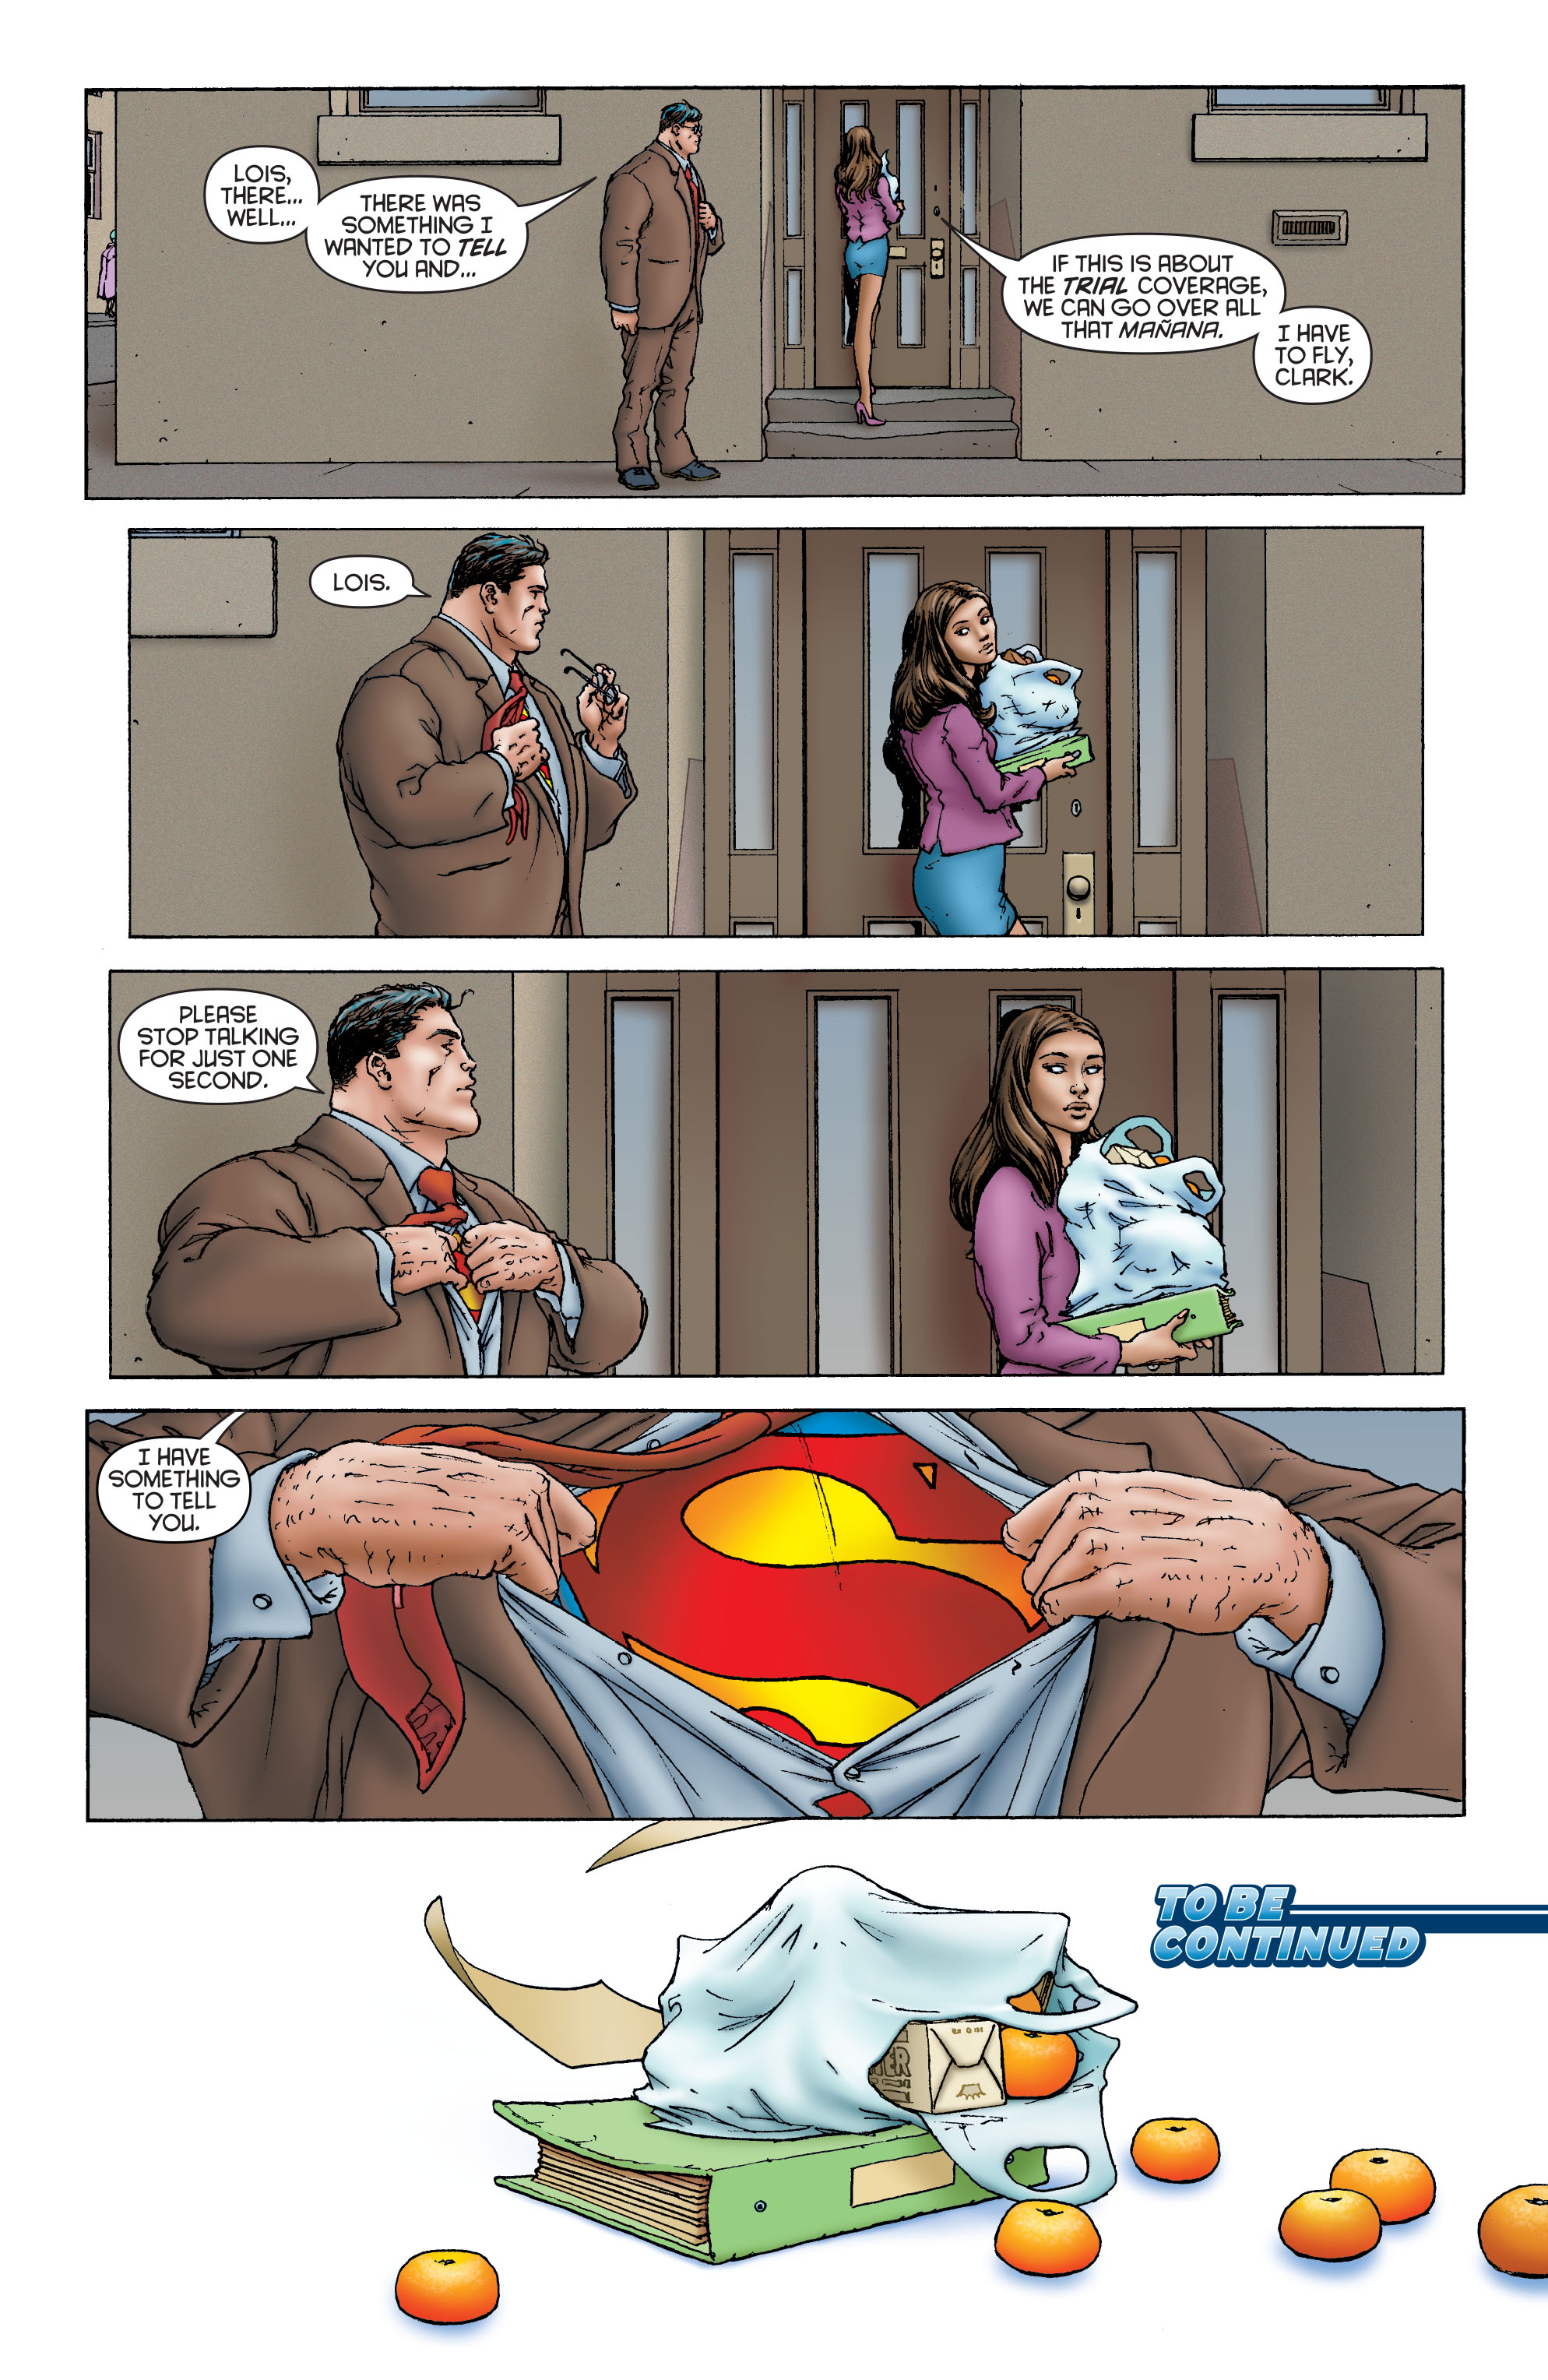 LOIS,
THERE...
WELL...
THERE WAS
SOMETHING I
WANTED TO TELL
YOU AND...
IF THIS IS ABOUT
THE TRIAL COVERAGE,
WE CAN GO OVER ALL
THAT MAÑANA.
I HAVE
TO FLY,
CLARK.
LOIS.
PLEASE
STOP TALKING
FOR JUST ONE
SECOND.
I HAVE
SOMETHING
TO TELL
YOU.
S
TO BE
CONTINUED